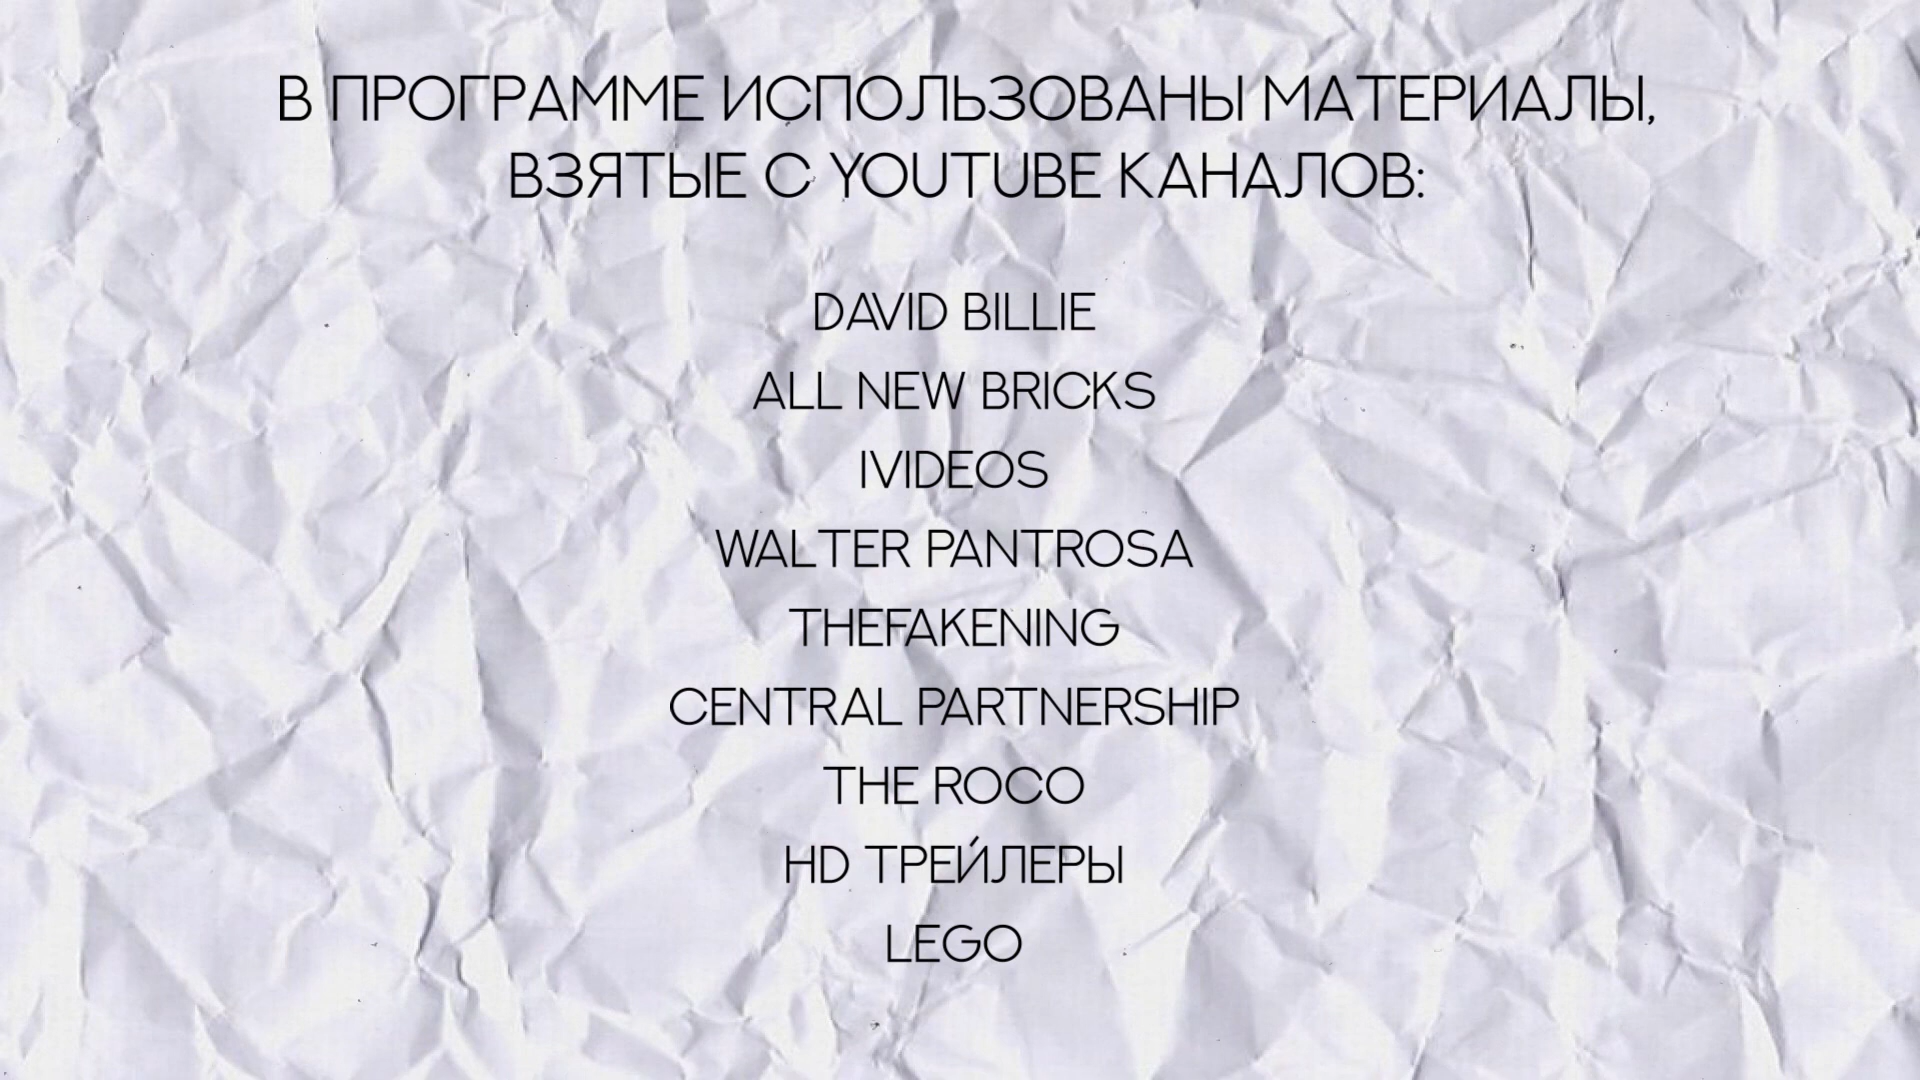 В ПРОГРАММЕ ИСПОЛЬЗОВАНЫ МАТЕРИАЛЫ,
ВЗЯТЫЕ С YOUTUBE КАНАЛОВ:
DAVID BILLIE
ALL NEW BRICKS
IVIDEOS
WALTER PANTROSA
THEFAKENING
CENTRAL PARTNERSHIP
THE ROCO
HD ТРЕЙЛЕРЫ
LEGO